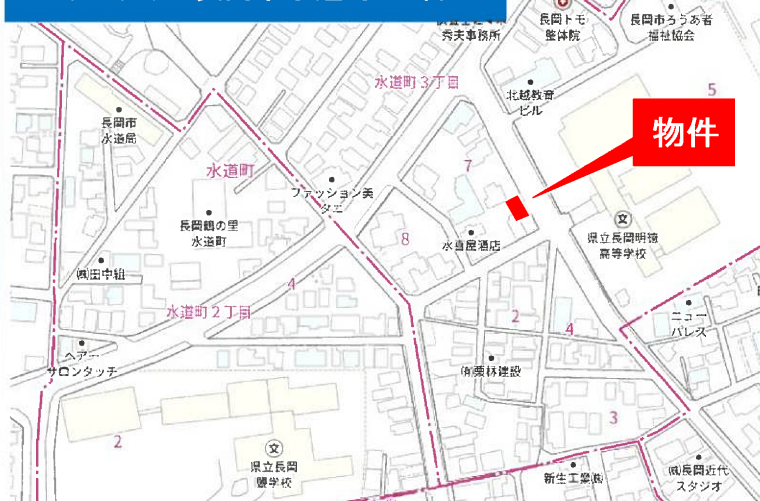 秀夫事務所
長岡トモ
整体院
長岡市ろうあ者
福祉協会
水道町3丁目
北越教育
ビル
5
長岡市
水道局
物件
水道町
7
ファッション美
タエ
長岡鶴の里
水道町
8
水島屋酒店
文
県立長岡明徳
高等学校
㈲田中組
4
水道町2丁目
2
4
ニュー
パレス
ヘアー
サロンタッチ
㈲栗林建設
3
2
文
県立長岡
聾学校
新生工業㈱
㈲長岡近代
スタジオ